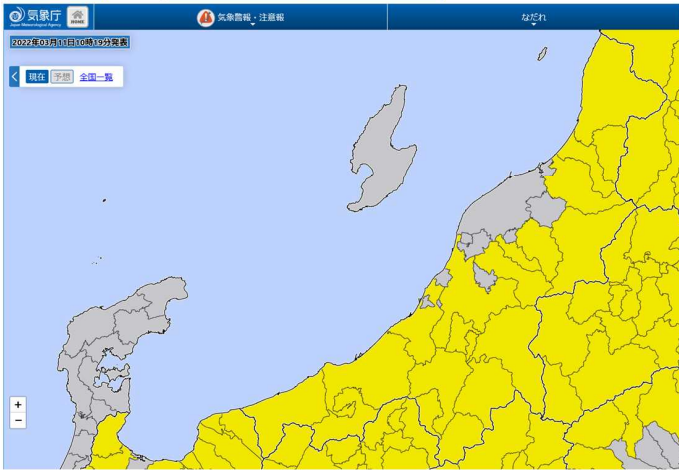 気象庁
Japan Meteorological Agency
HOME
気象警報・注意報
なだれ
2022年03月11日10時19分発表
現在
予想
全国一覧
+
−